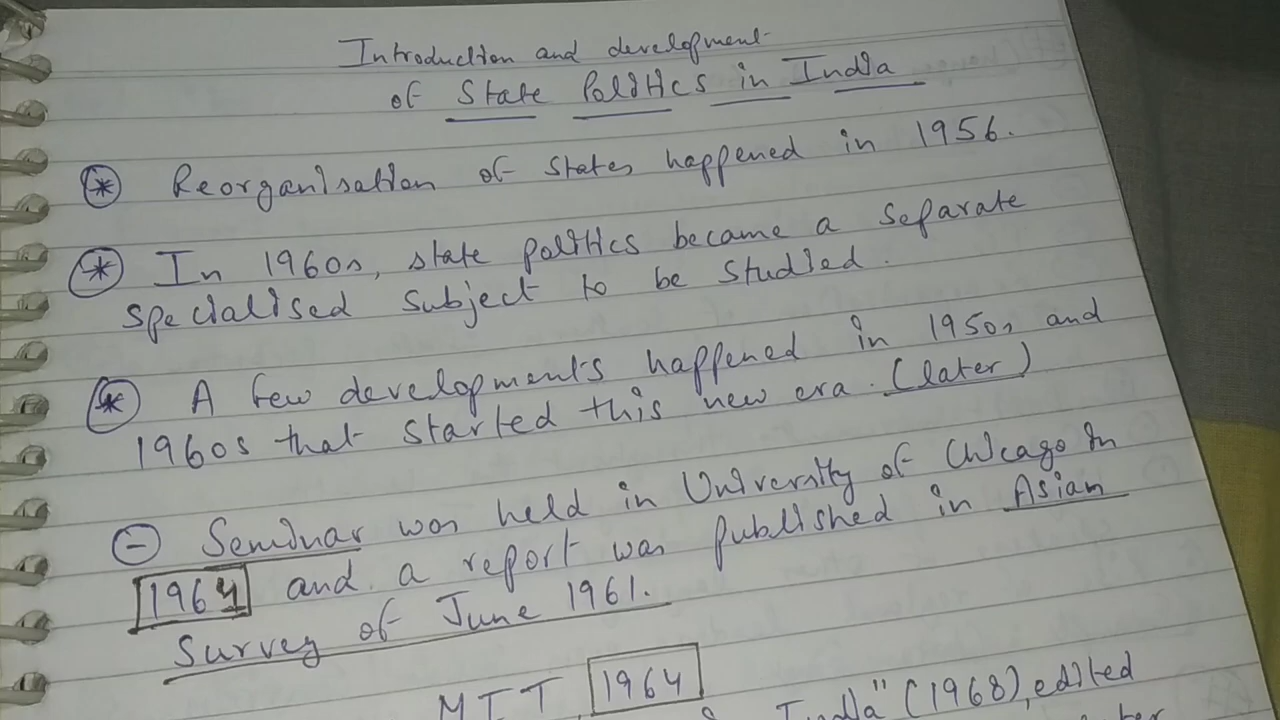 Introduction and development
of State Politics in India
* Reorganisation of States happened in 1956.
* In 1960s, state politics became a separate
specialised subject to be studied.
* A few developments happened in 1950s and
1960s that started this new era. (later)
- Seminar was held in University of Chicago in
1964 and a report was published in Asian
Survey of June 1961.
MIT 1964
India" (1968), edited